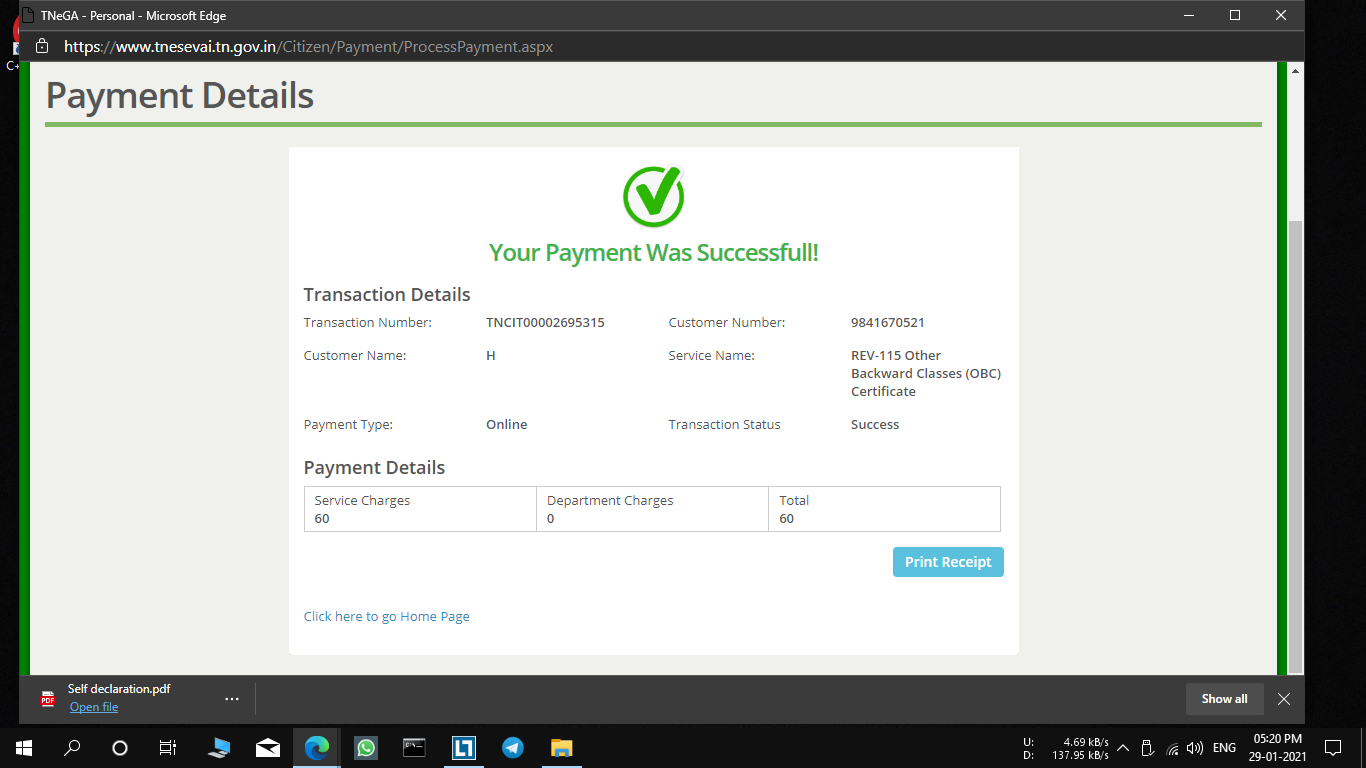 TNeGA - Personal - Microsoft Edge
https://www.tnesevai.tn.gov.in/Citizen/Payment/ProcessPayment.aspx
Payment Details
Your Payment Was Successfull!
Transaction Details
Transaction Number: TNCIT00002695315 Customer Number: 9841670521
Customer Name: H Service Name: REV-115 Other
Backward Classes (OBC)
Certificate
Payment Type: Online Transaction Status Success
Payment Details
Service Charges Department Charges Total
60 0 60
Print Receipt
Click here to go Home Page
Self declaration.pdf
PDF
Open file
Show all
U: 4.69 kB/s
D: 137.95 kB/s
ENG
05:20 PM
29-01-2021